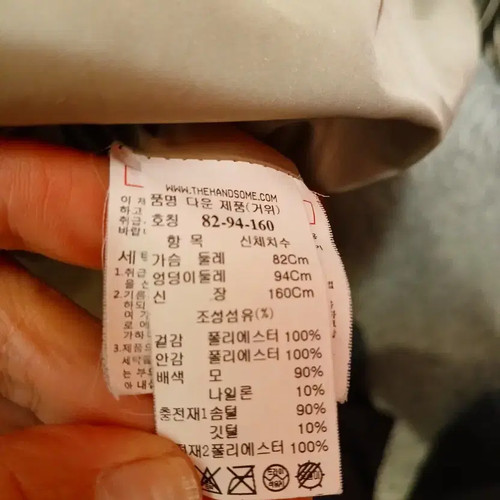 WWW.THEHANDSOME.COM
품명 다운 제품(거위)
호칭 82-94-160
항 목 신체치수
가슴 둘레 82Cm
엉덩이둘레 94Cm
신 장 160Cm
조성섬유(%)
겉감 폴리에스터 100%
안감 폴리에스터 100%
배색 모 90%
나일론 10%
충전재1솜털 90%
깃털 10%
전재2폴리에스터 100%